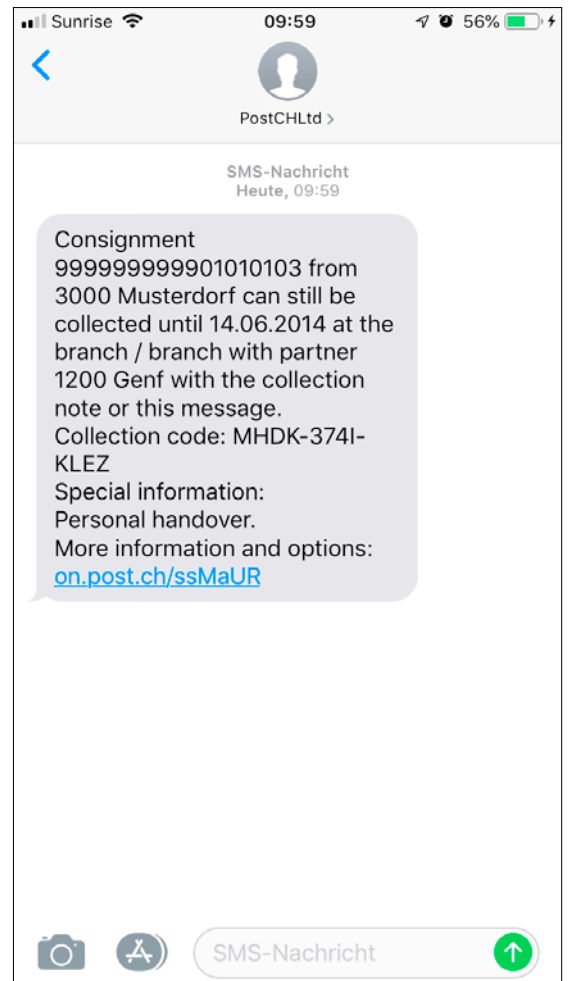 Sunrise 09:59 56%
PostCHLtd >
SMS-Nachricht
Heute, 09:59
Consignment
999999999901010103 from
3000 Musterdorf can still be
collected until 14.06.2014 at the
branch / branch with partner
1200 Genf with the collection
note or this message.
Collection code: MHDK-374I-
KLEZ
Special information:
Personal handover.
More information and options:
on.post.ch/ssMaUR
SMS-Nachricht